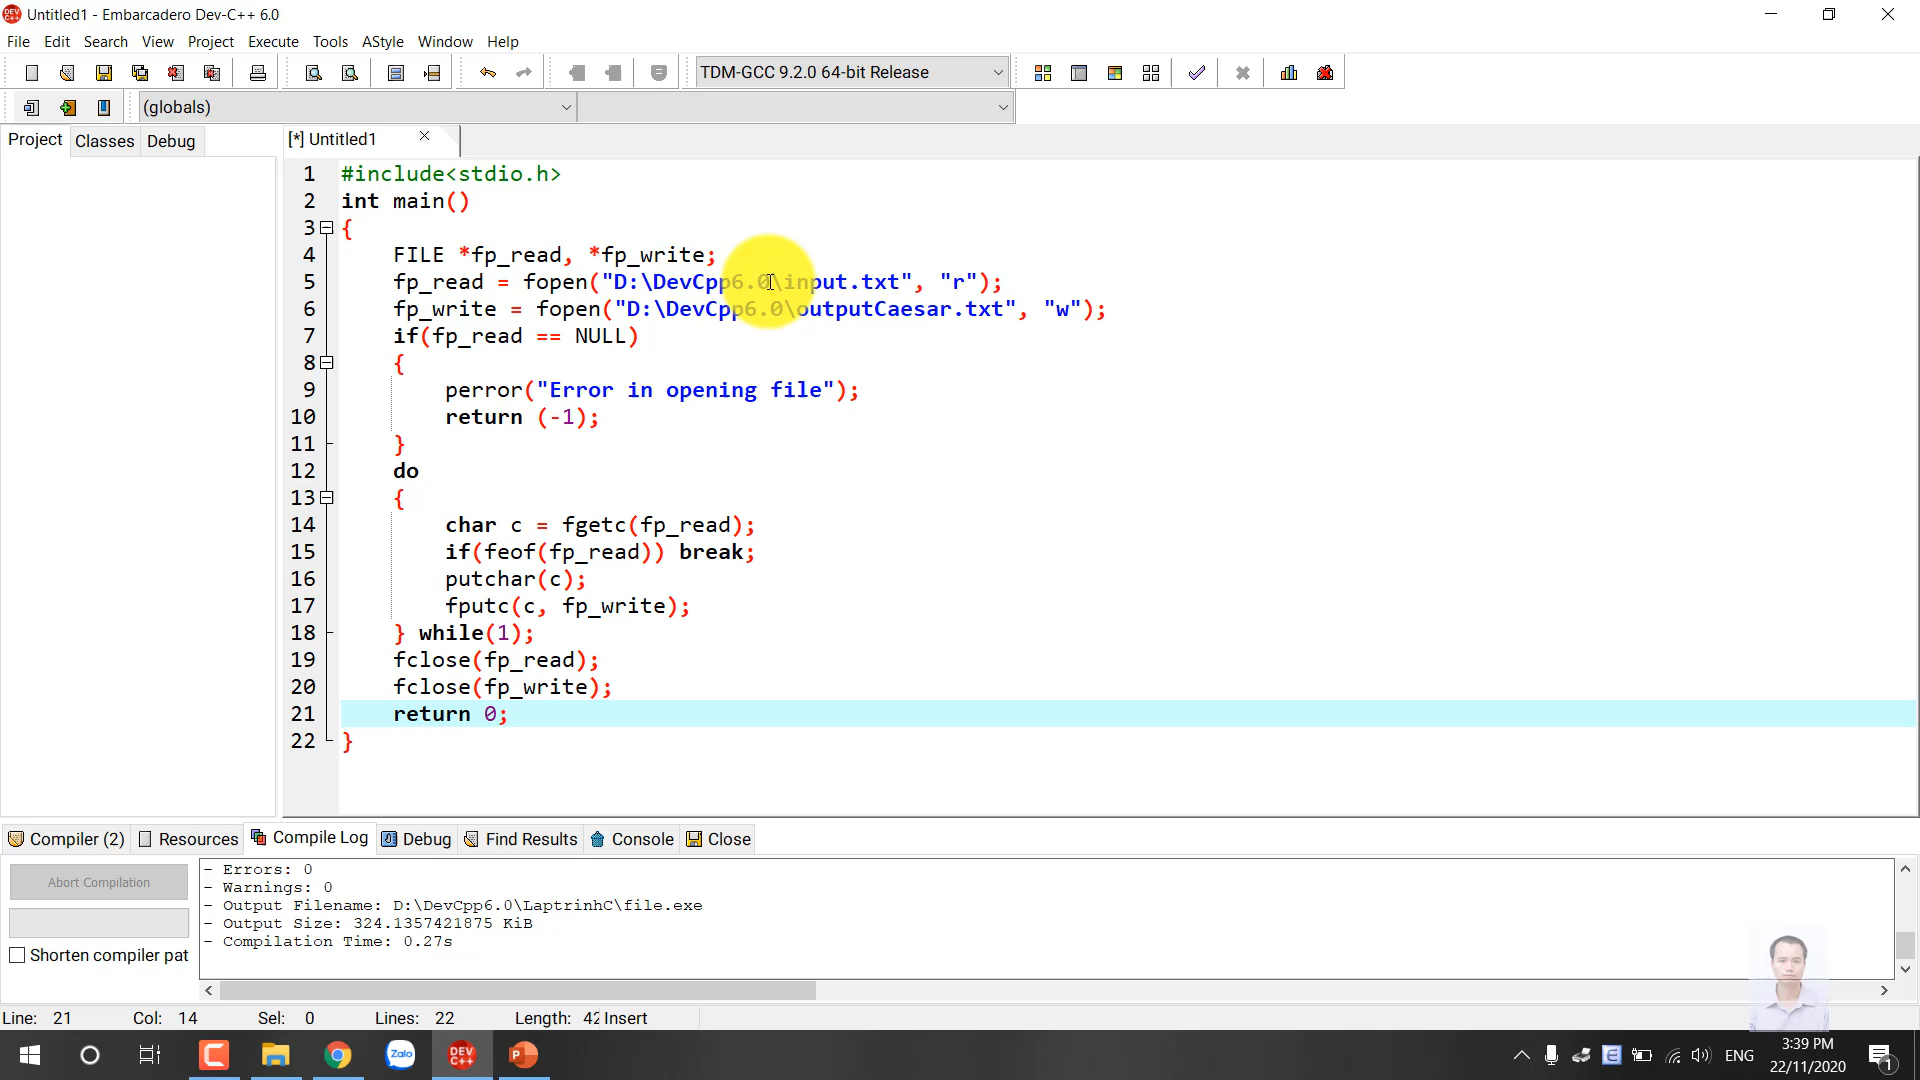 Untitled1 - Embarcadero Dev-C++ 6.0
File Edit Search View Project Execute Tools AStyle Window Help
TDM-GCC 9.2.0 64-bit Release
(globals)
Project Classes Debug
[*] Untitled1
1 #include<stdio.h>
2 int main()
3 {
4 FILE *fp_read, *fp_write;
5 fp_read = fopen("D:\DevCpp6.0\input.txt", "r");
6 fp_write = fopen("D:\DevCpp6.0\outputCaesar.txt", "w");
7 if(fp_read == NULL)
8 {
9 perror("Error in opening file");
10 return (-1);
11 }
12 do
13 {
14 char c = fgetc(fp_read);
15 if(feof(fp_read)) break;
16 putchar(c);
17 fputc(c, fp_write);
18 } while(1);
19 fclose(fp_read);
20 fclose(fp_write);
21 return 0;
22 }
Compiler (2) Resources Compile Log Debug Find Results Console Close
Abort Compilation
Shorten compiler pat
- Errors: 0
- Warnings: 0
- Output Filename: D:\DevCpp6.0\LaptrinhC\file.exe
- Output Size: 324.1357421875 KiB
- Compilation Time: 0.27s
Line: 21 Col: 14 Sel: 0 Lines: 22 Length: 42 Insert
Zalo
DEV C++
ENG
3:39 PM
22/11/2020
1